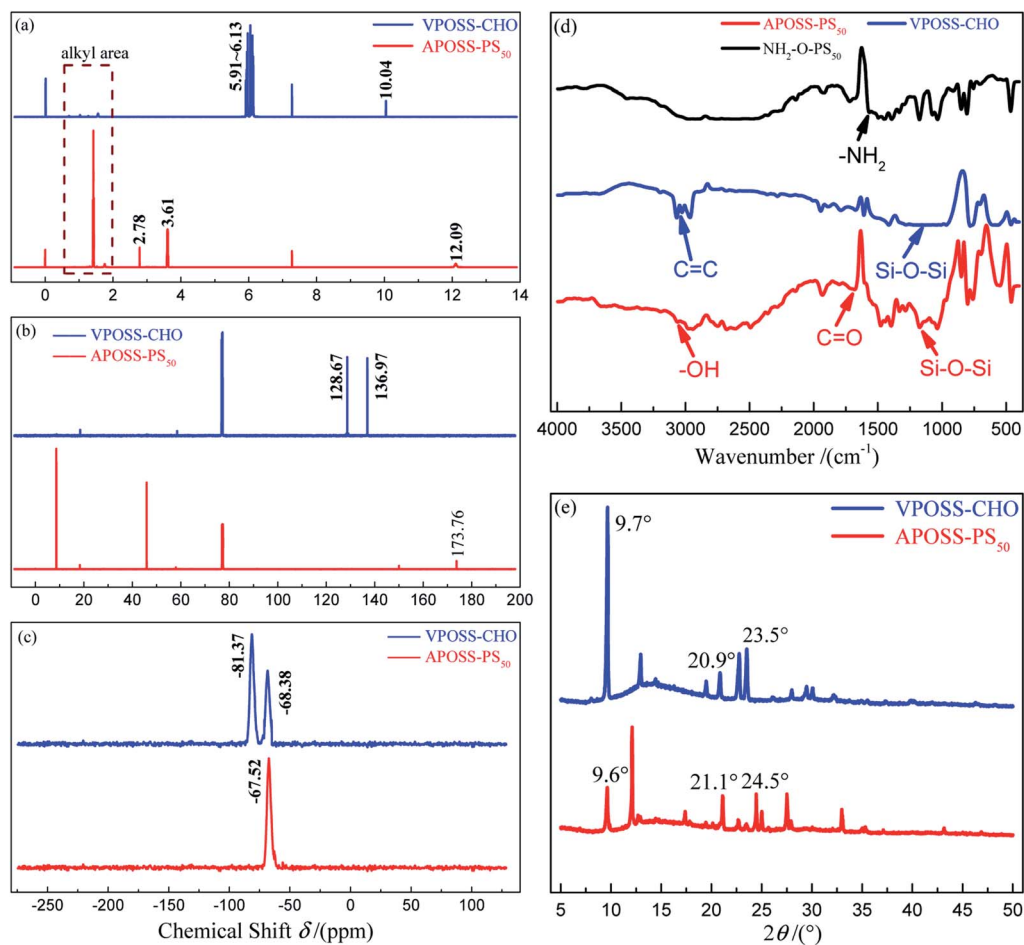 (a)
VPOSS-CHO
APOSS-PS50
alkyl area
5.91~6.13
10.04
2.78
3.61
12.09
0 2 4 6 8 10 12 14
(b)
VPOSS-CHO
APOSS-PS50
128.67
136.97
173.76
0 20 40 60 80 100 120 140 160 180 200
(c)
VPOSS-CHO
APOSS-PS50
-81.37
-68.38
-67.52
-250 -200 -150 -100 -50 0 50 100
Chemical Shift δ/(ppm)
(d)
APOSS-PS50 VPOSS-CHO
NH2-O-PS50
-NH2
C=C
Si-O-Si
-OH
C=O
Si-O-Si
4000 3500 3000 2500 2000 1500 1000 500
Wavenumber /(cm-1)
(e)
VPOSS-CHO
APOSS-PS50
9.7°
20.9°
23.5°
9.6°
21.1°
24.5°
5 10 15 20 25 30 35 40 45 50
2θ/(°)